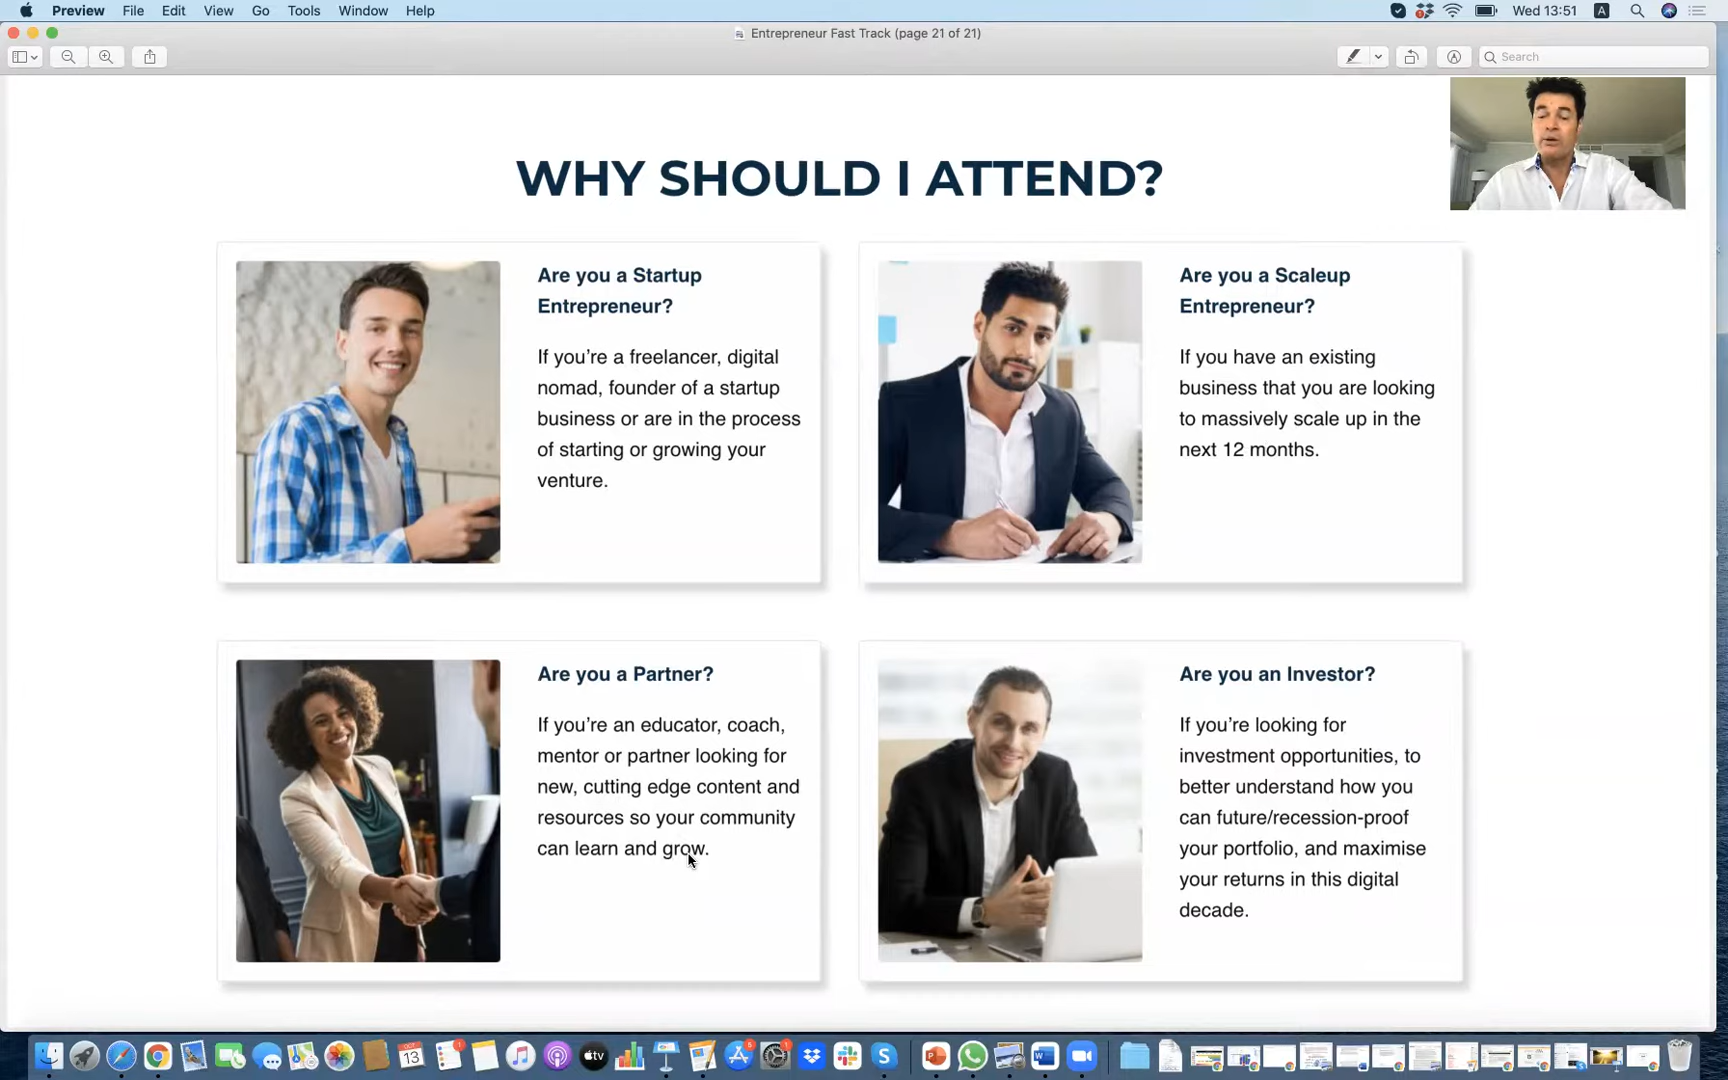 Preview File Edit View Go Tools Window Help Wed 13:51
Entrepreneur Fast Track (page 21 of 21)
Search
WHY SHOULD I ATTEND?
Are you a Startup
Entrepreneur?
If you're a freelancer, digital
nomad, founder of a startup
business or are in the process
of starting or growing your
venture.
Are you a Scaleup
Entrepreneur?
If you have an existing
business that you are looking
to massively scale up in the
next 12 months.
Are you a Partner?
If you're an educator, coach,
mentor or partner looking for
new, cutting edge content and
resources so your community
can learn and grow.
Are you an Investor?
If you're looking for
investment opportunities, to
better understand how you
can future/recession-proof
your portfolio, and maximise
your returns in this digital
decade.
OCT
13
tv